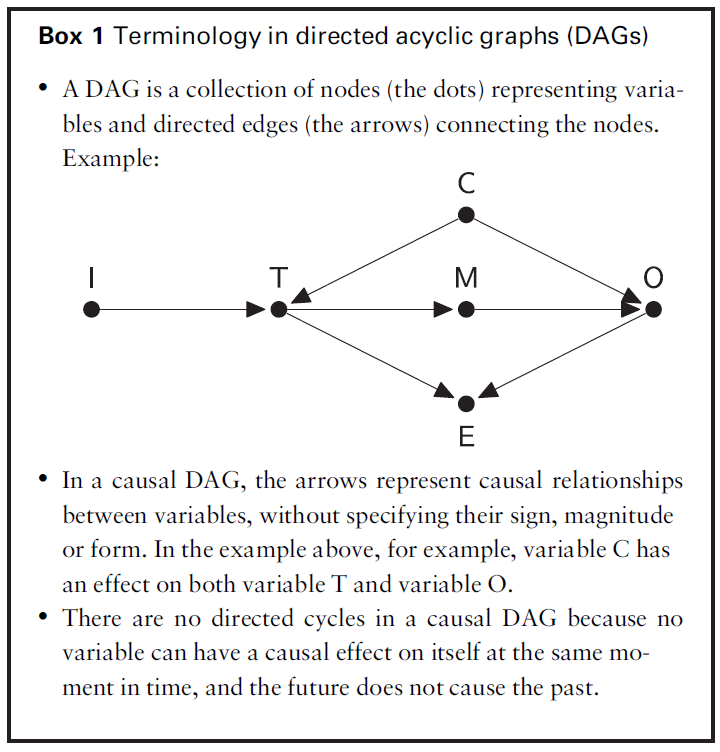 Box 1 Terminology in directed acyclic graphs (DAGs)
• A DAG is a collection of nodes (the dots) representing varia-
bles and directed edges (the arrows) connecting the nodes.
Example:
C
I T M O
E
• In a causal DAG, the arrows represent causal relationships
between variables, without specifying their sign, magnitude
or form. In the example above, for example, variable C has
an effect on both variable T and variable O.
• There are no directed cycles in a causal DAG because no
variable can have a causal effect on itself at the same mo-
ment in time, and the future does not cause the past.